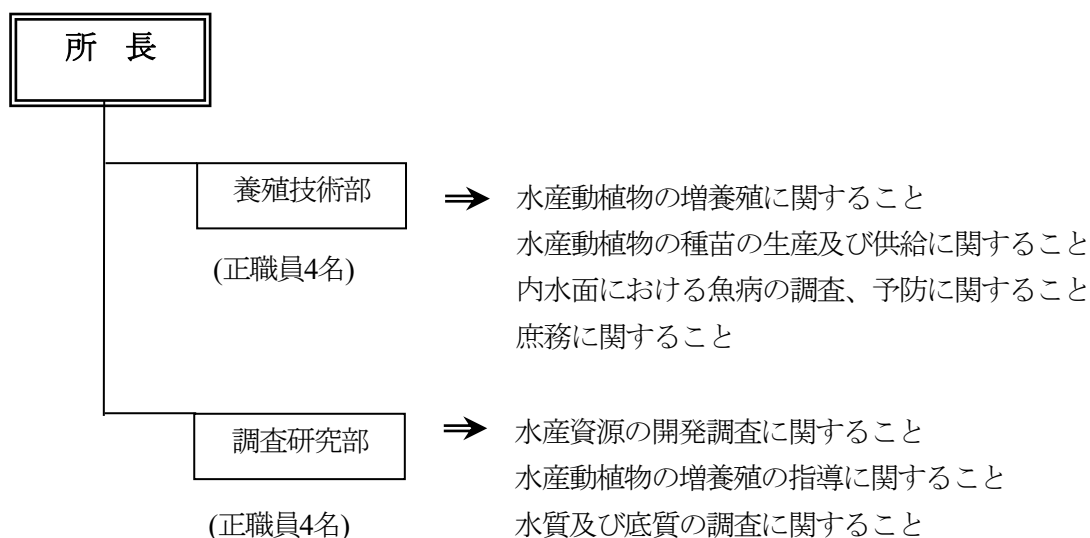 所 長
養殖技術部
(正職員4名)
⇒ 水産動植物の増養殖に関すること
水産動植物の種苗の生産及び供給に関すること
内水面における魚病の調査、予防に関すること
庶務に関すること
調査研究部
(正職員4名)
⇒ 水産資源の開発調査に関すること
水産動植物の増養殖の指導に関すること
水質及び底質の調査に関すること